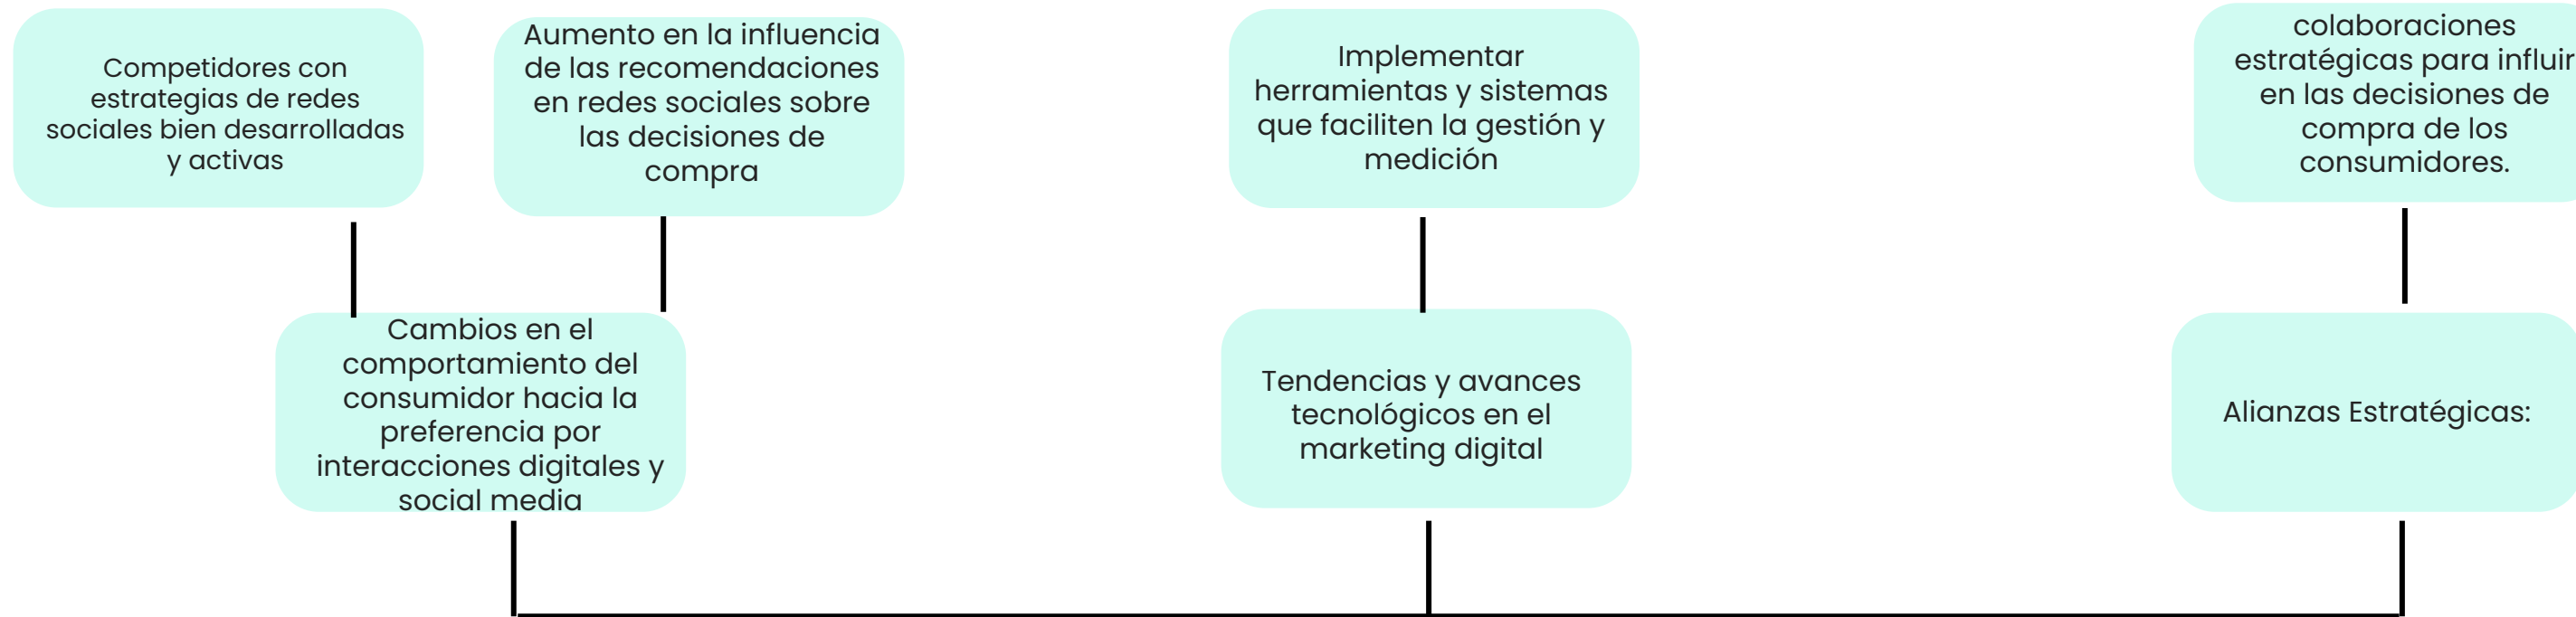 Competidores con
estrategias de redes
sociales bien desarrolladas
y activas
Aumento en la influencia
de las recomendaciones
en redes sociales sobre
las decisiones de
compra
Implementar
herramientas y sistemas
que faciliten la gestión y
medición
colaboraciones
estratégicas para influir
en las decisiones de
compra de los
consumidores.
Cambios en el
comportamiento del
consumidor hacia la
preferencia por
interacciones digitales y
social media
Tendencias y avances
tecnológicos en el
marketing digital
Alianzas Estratégicas: